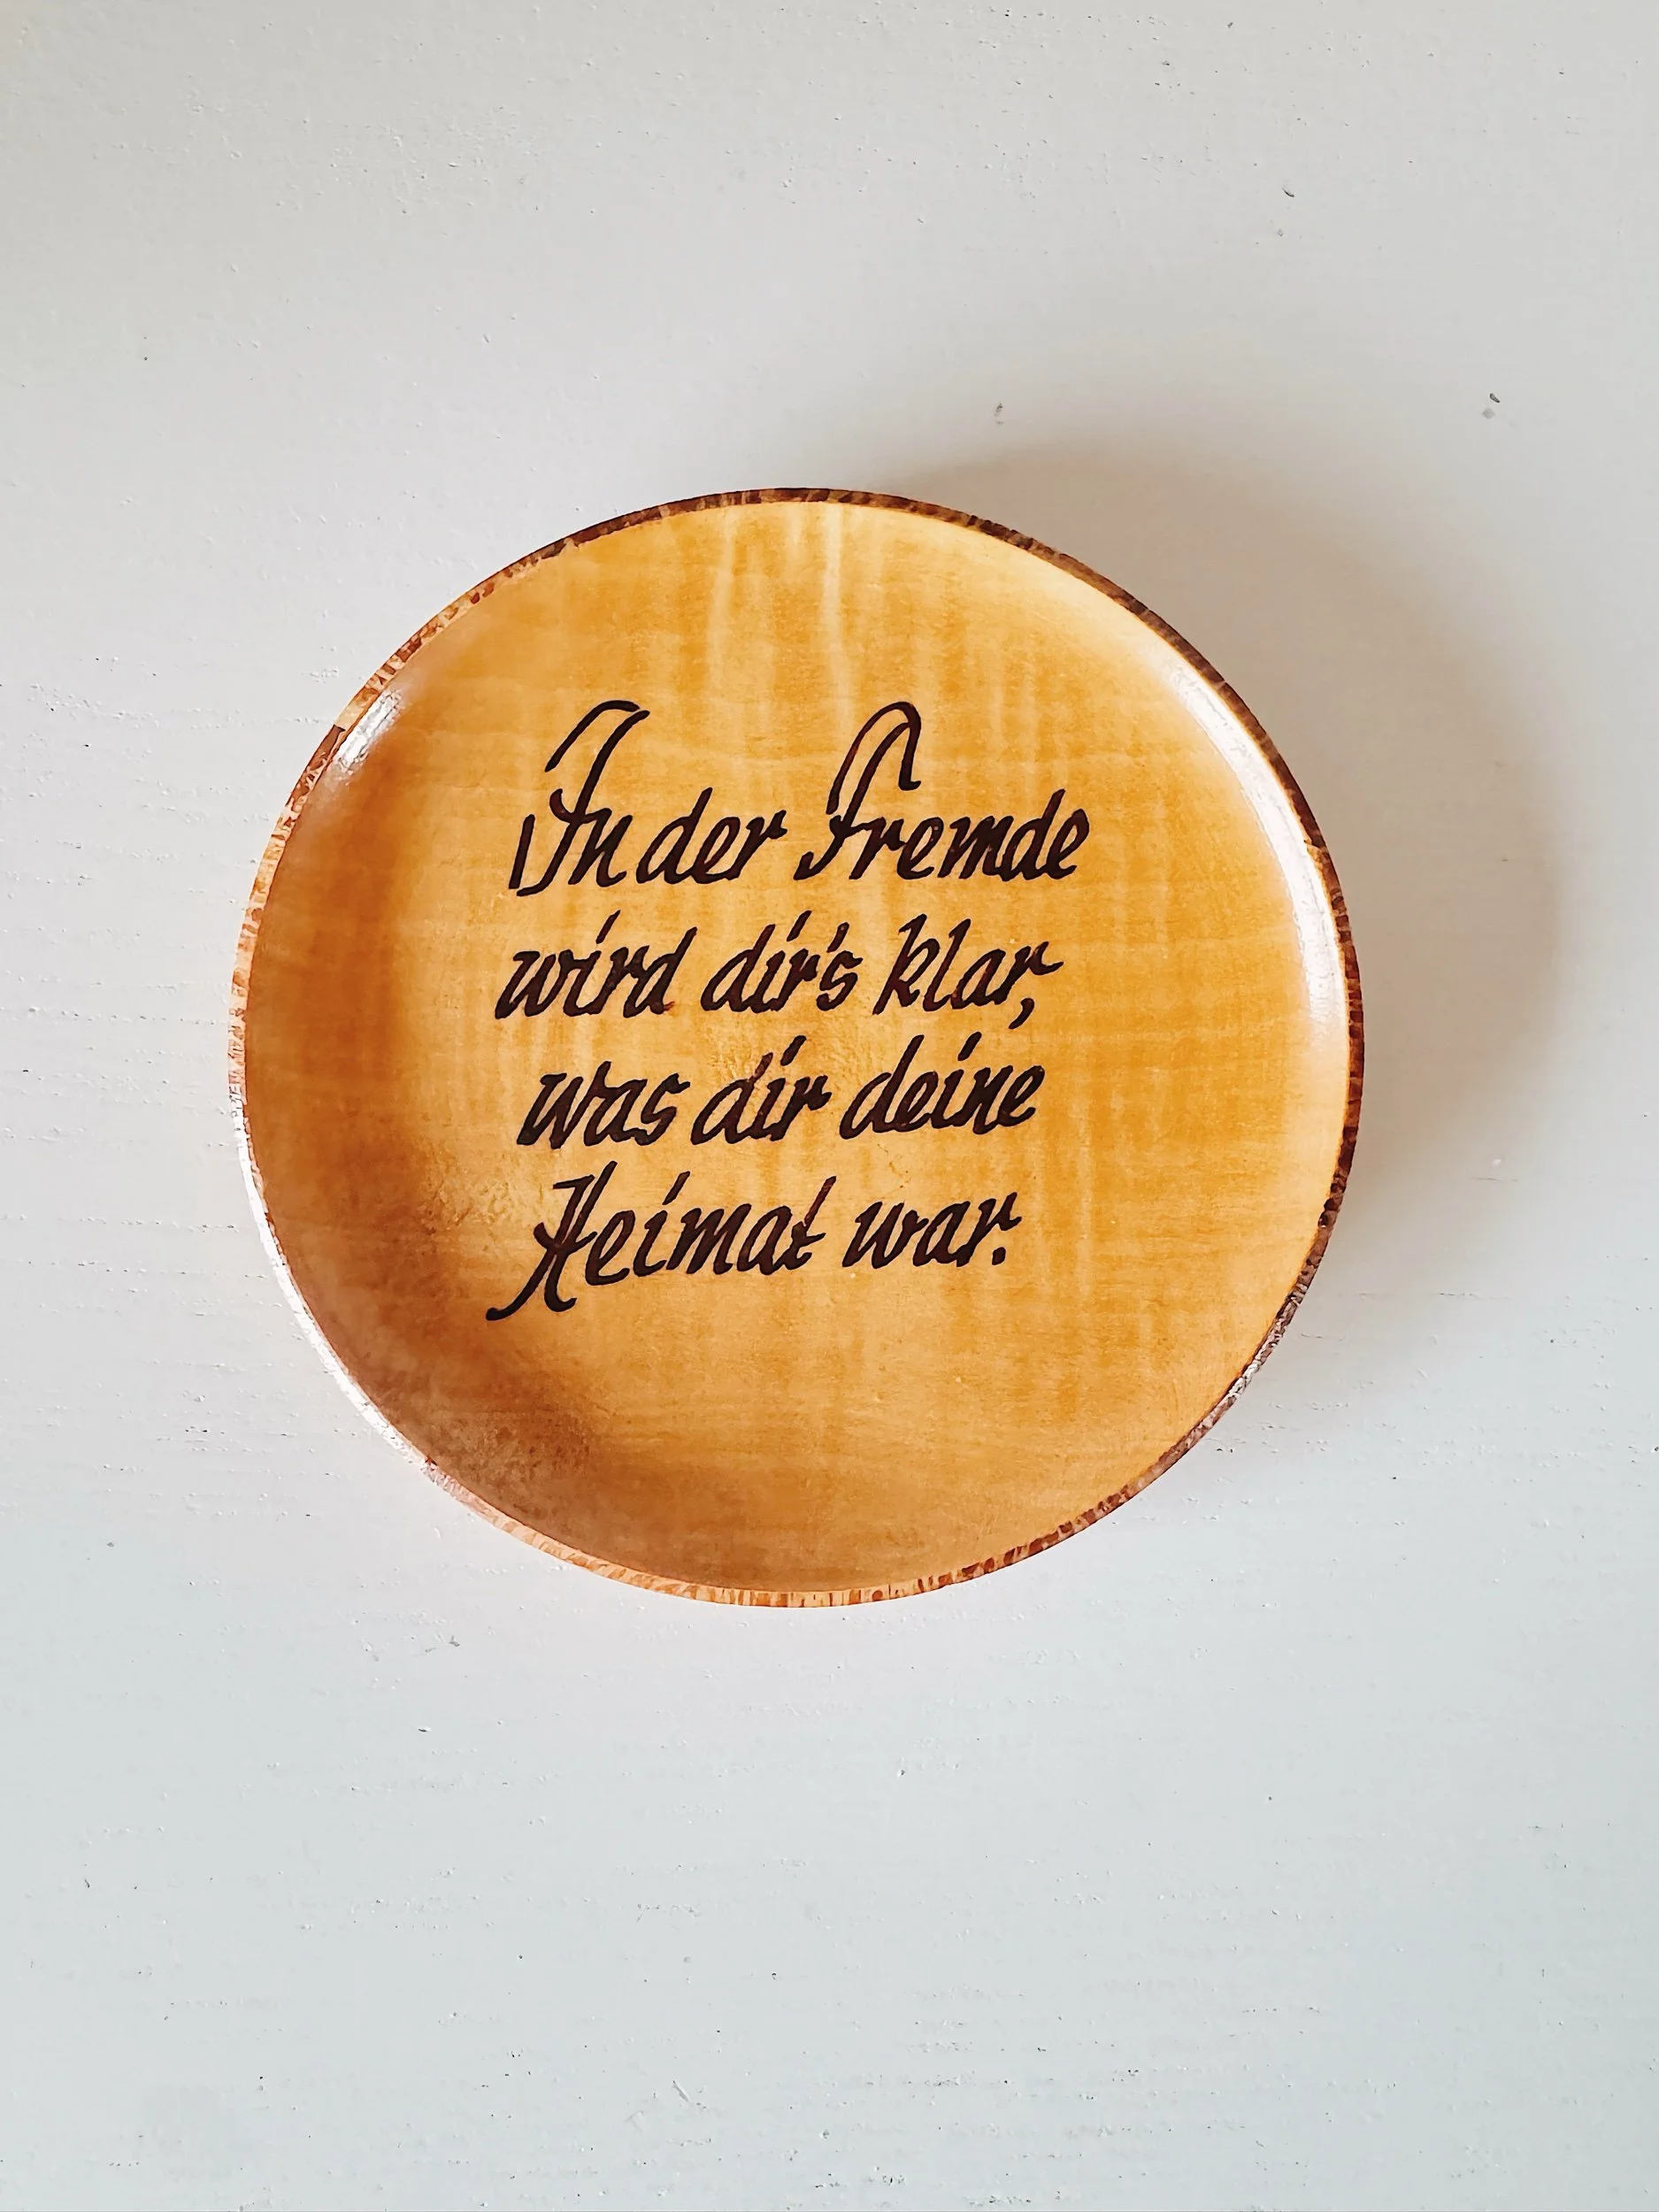 In der Fremde
wird dir's klar,
was dir deine
Heimat war.